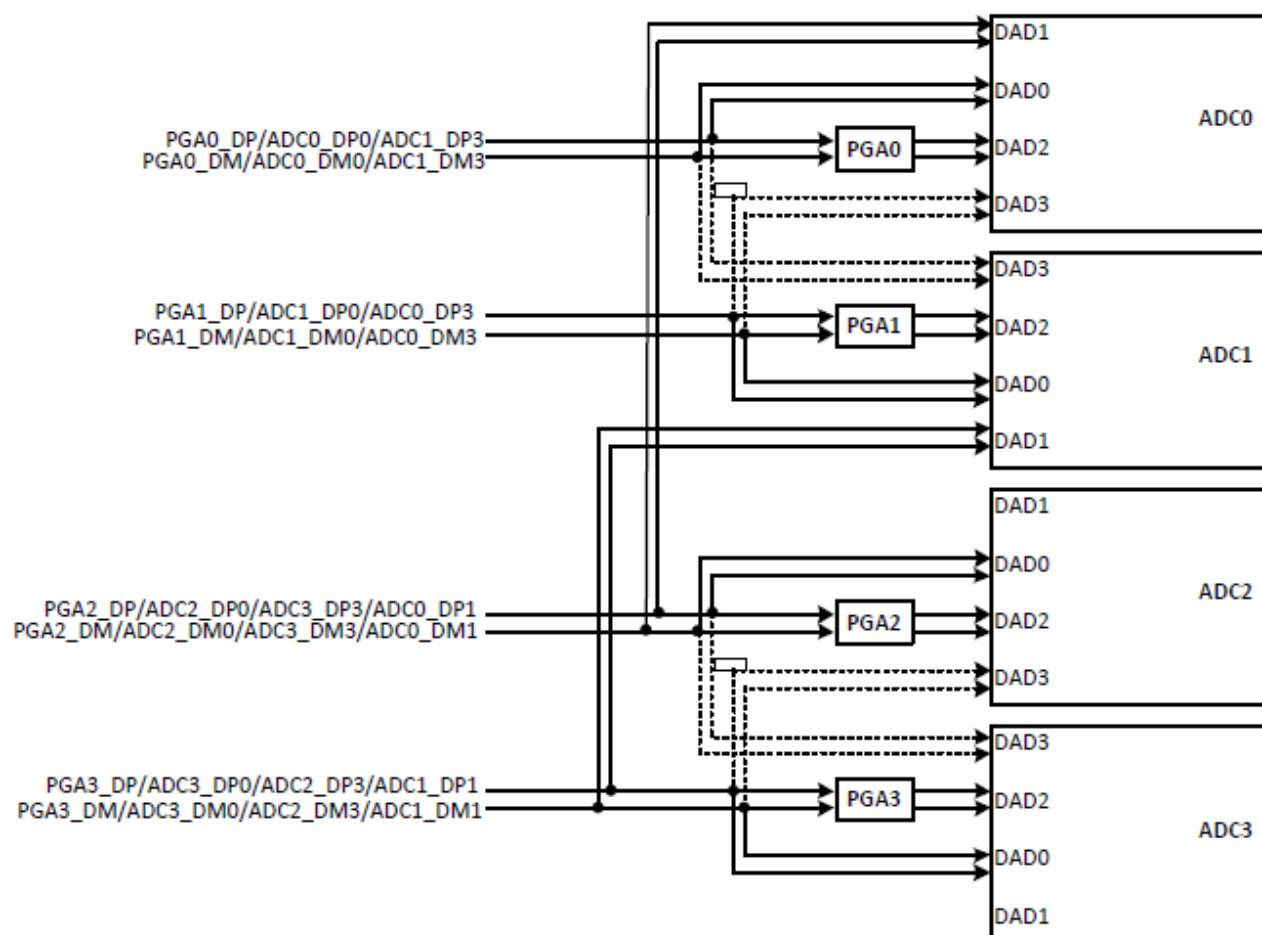 DAD1
DAD0
ADC0
PGA0_DP/ADC0_DP0/ADC1_DP3
PGA0_DM/ADC0_DM0/ADC1_DM3
PGA0
DAD2
DAD3
DAD3
PGA1_DP/ADC1_DP0/ADC0_DP3
PGA1_DM/ADC1_DM0/ADC0_DM3
PGA1
DAD2
ADC1
DAD0
DAD1
DAD1
DAD0
ADC2
PGA2_DP/ADC2_DP0/ADC3_DP3/ADC0_DP1
PGA2_DM/ADC2_DM0/ADC3_DM3/ADC0_DM1
PGA2
DAD2
DAD3
DAD3
PGA3_DP/ADC3_DP0/ADC2_DP3/ADC1_DP1
PGA3_DM/ADC3_DM0/ADC2_DM3/ADC1_DM1
PGA3
DAD2
ADC3
DAD0
DAD1